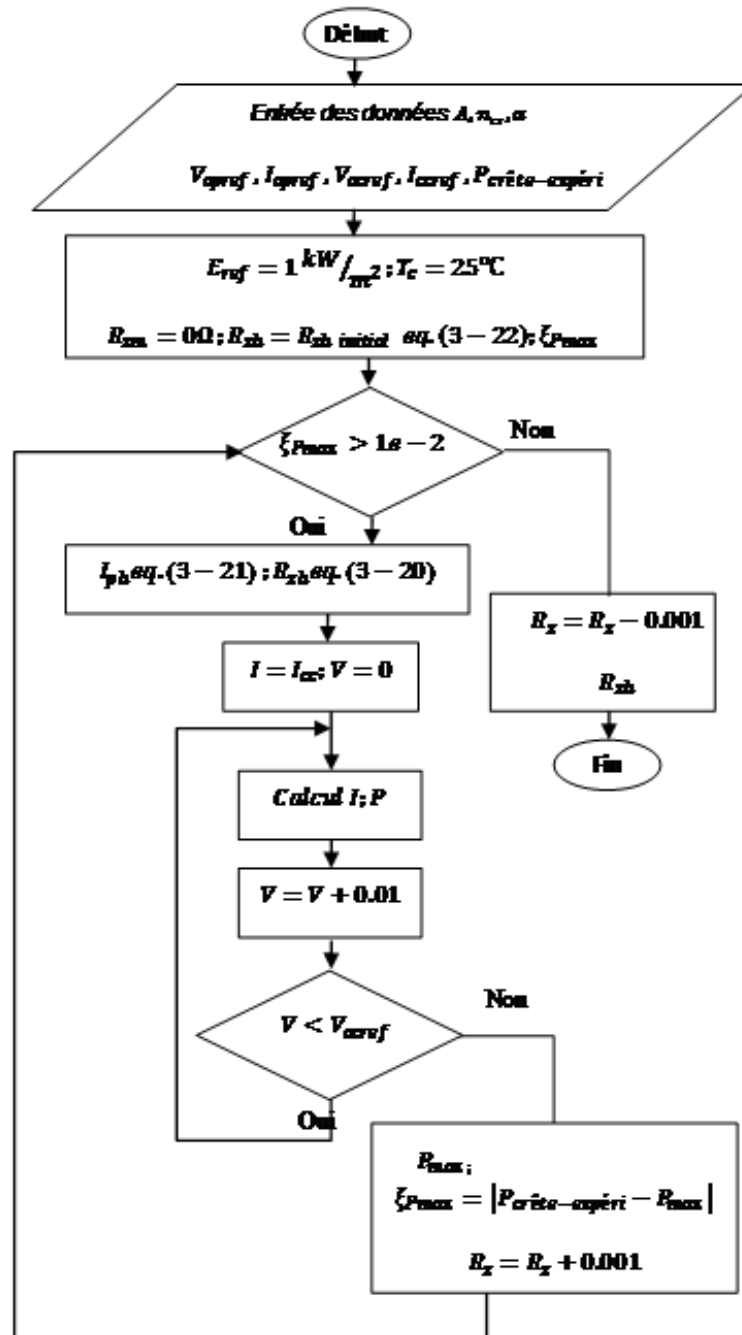 Début
Entrée des données A, n_cs, α
V_opref, I_opref, V_coref, I_ccref, P_crête-expéri
E_ref = 1 kW/m²; T_c = 25°C
= 0Ω; R_sh = R_sh initial eq. (3 − 22); ξ_Pmax
ξ_Pmax > 1e − 2
Non
Oui
I_ph eq. (3 − 21); R_sh eq. (3 − 20)
R_s = R_s − 0.001
I = I_cc; V = 0
R_sh
Fin
Calcul I; P
V = V + 0.01
Non
V < V_coref
Oui
P_max;
ξ_Pmax = |P_crête-expéri − P_max|
R_s = R_s + 0.001